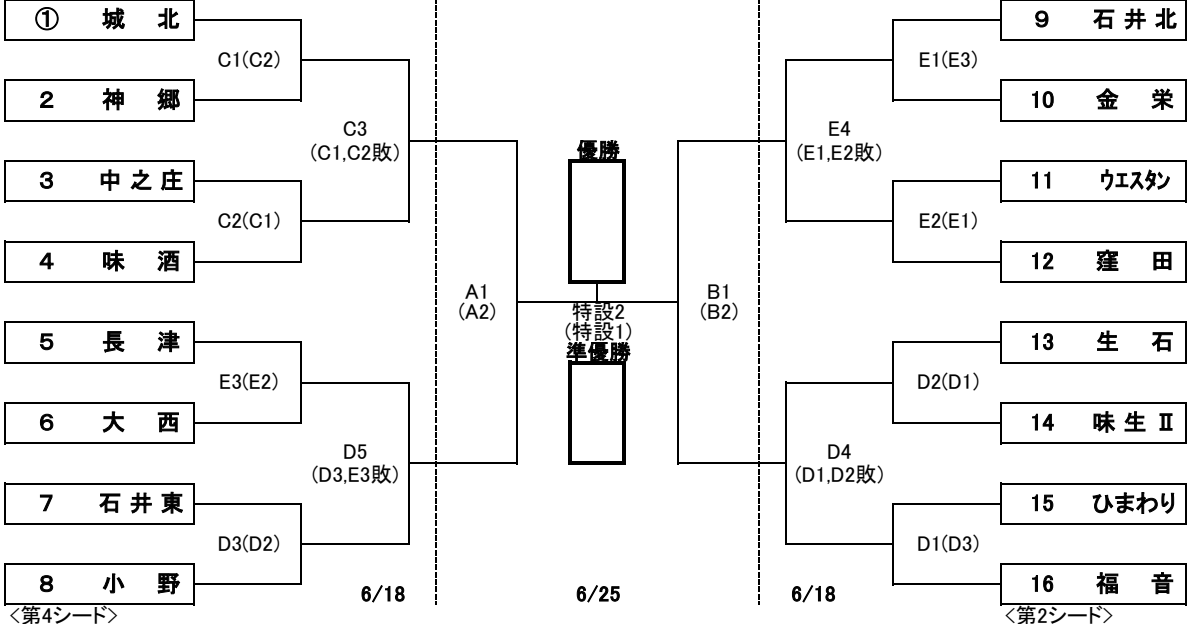 ① 城 北
2 神 郷
C1(C2)
3 中 之 庄
4 味 酒
C2(C1)
C3
(C1,C2敗)
5 長 津
6 大 西
E3(E2)
7 石 井 東
8 小 野
D3(D2)
D5
(D3,E3敗)
<第4シード>
6/18
A1
(A2)
優勝
特設2
(特設1)
準優勝
6/25
B1
(B2)
9 石 井 北
10 金 栄
E1(E3)
11 ウエスタン
12 窪 田
E2(E1)
E4
(E1,E2敗)
13 生 石
14 味 生 Ⅱ
D2(D1)
15 ひまわり
16 福 音
D1(D3)
D4
(D1,D2敗)
6/18
<第2シード>